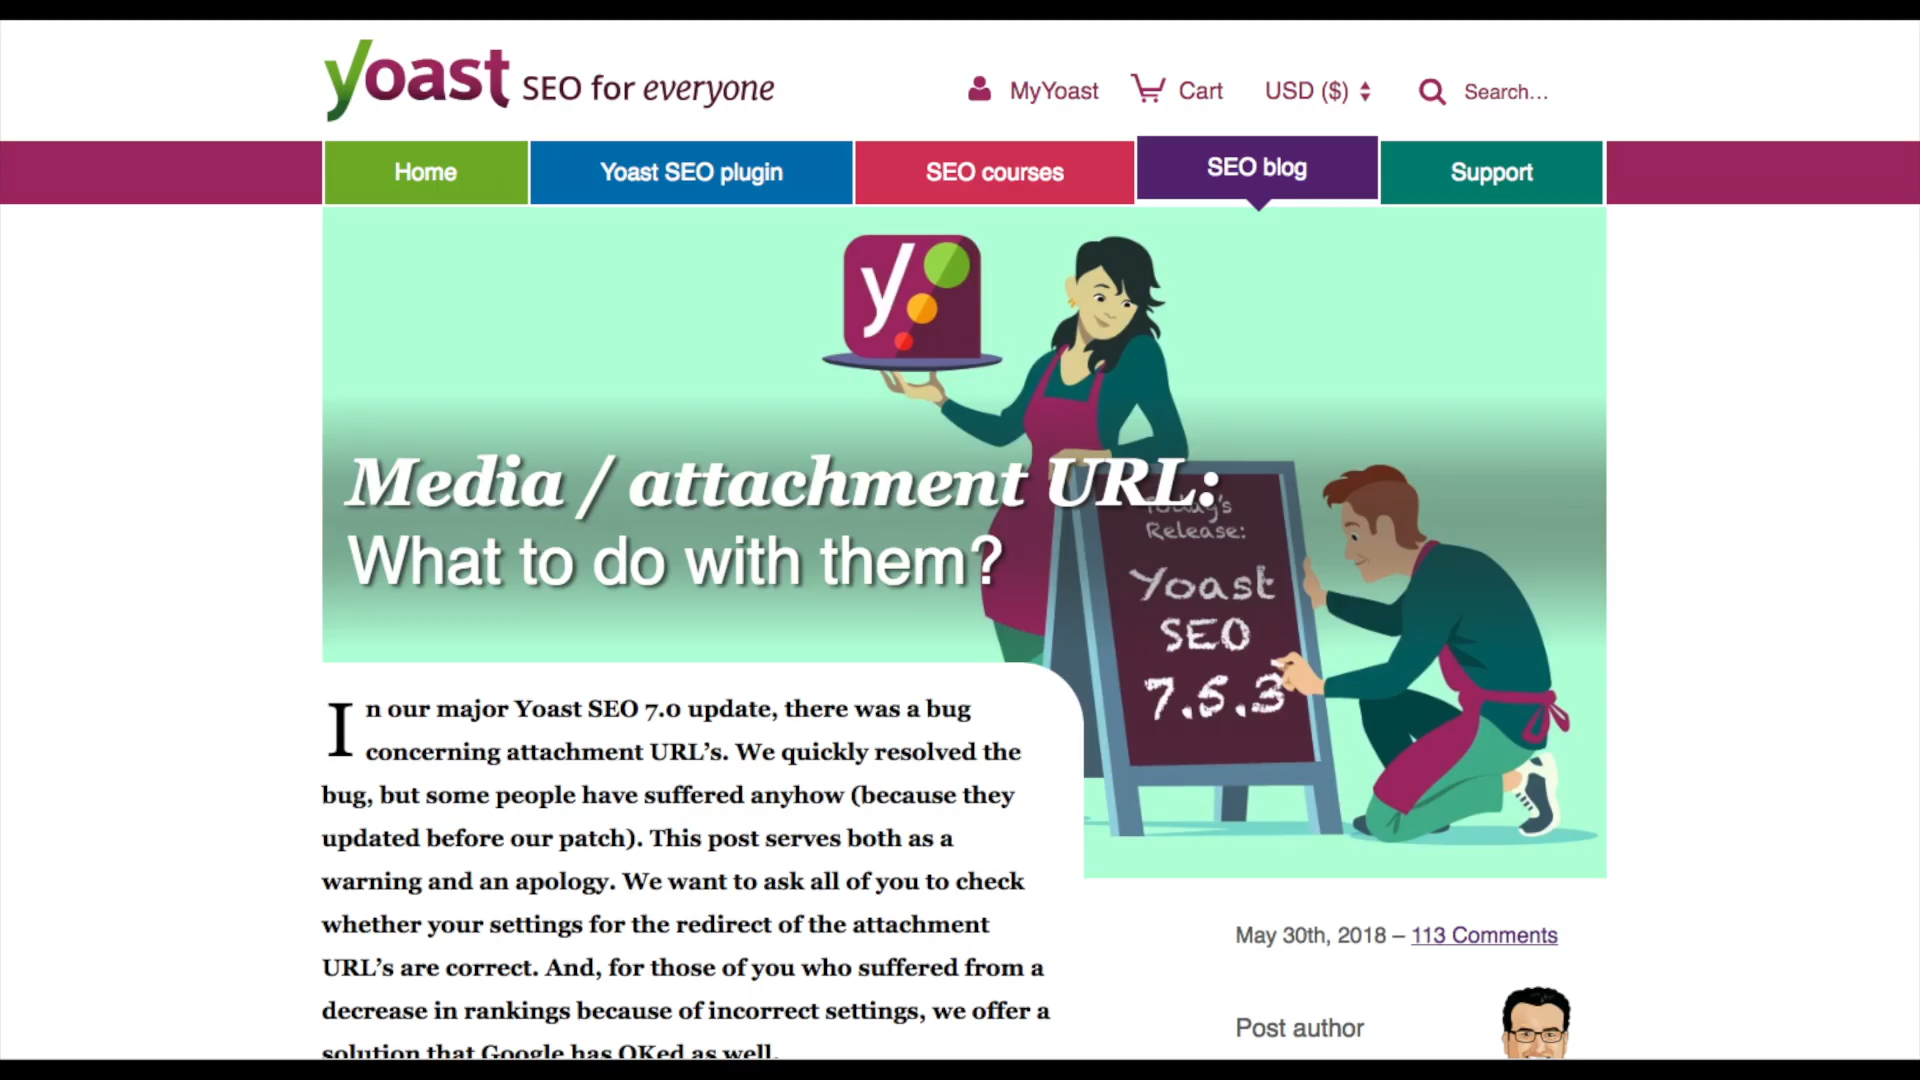 yoast SEO for everyone
MyYoast
Cart
USD ($)
Search...
Home
Yoast SEO plugin
SEO courses
SEO blog
Support
y
Media / attachment URL:
What to do with them?
Today's
Release:
Yoast
SEO
7.5.3
In our major Yoast SEO 7.0 update, there was a bug
concerning attachment URL's. We quickly resolved the
bug, but some people have suffered anyhow (because they
updated before our patch). This post serves both as a
warning and an apology. We want to ask all of you to check
whether your settings for the redirect of the attachment
URL's are correct. And, for those of you who suffered from a
decrease in rankings because of incorrect settings, we offer a
solution that Google has OKed as well.
May 30th, 2018 – 113 Comments
Post author